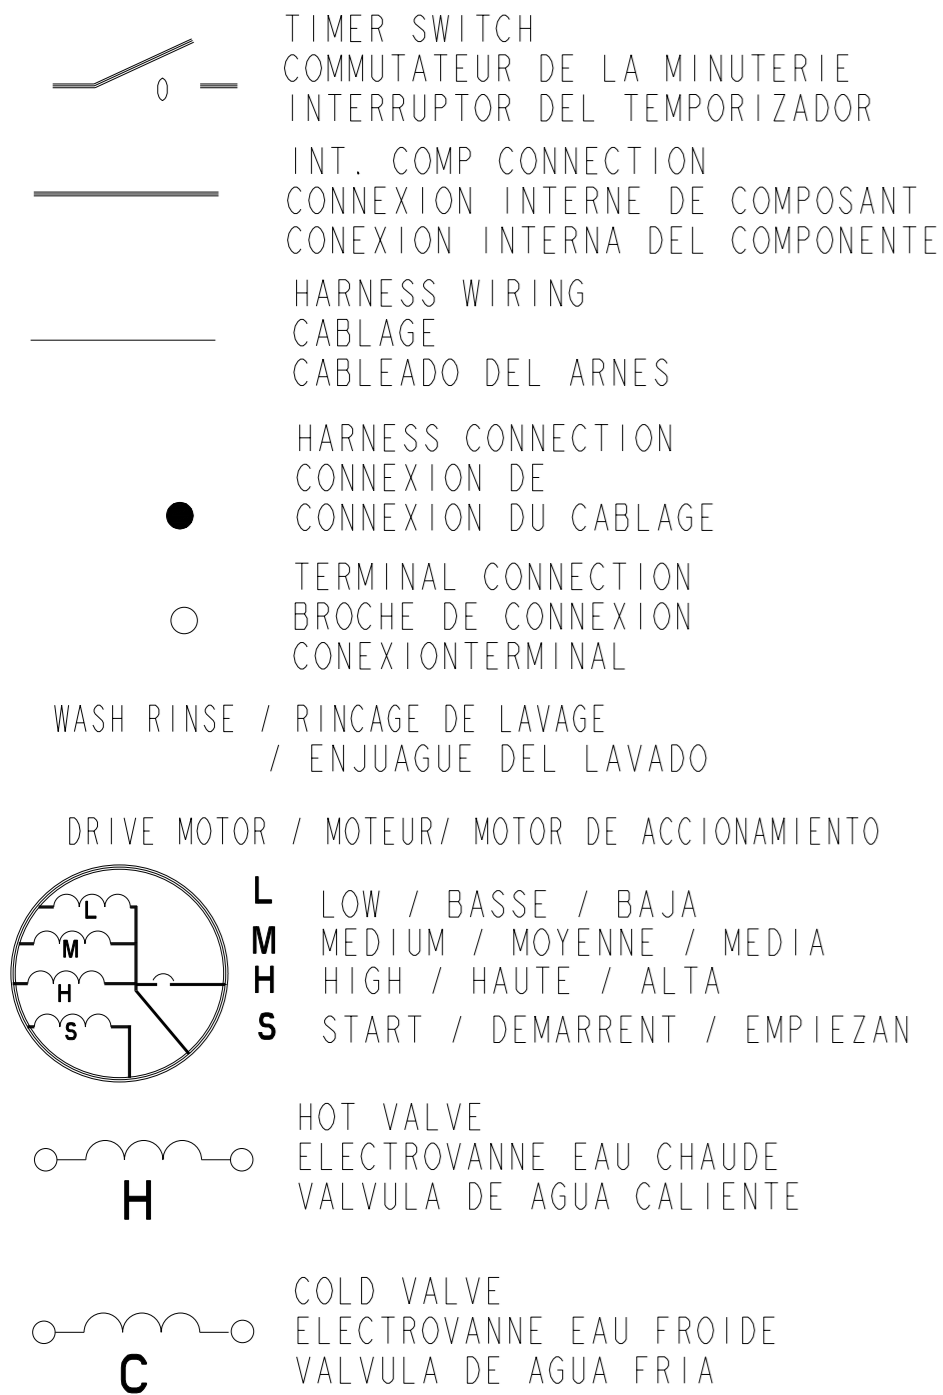 TIMER SWITCH
COMMUTATEUR DE LA MINUTERIE
INTERRUPTOR DEL TEMPORIZADOR
INT. COMP CONNECTION
CONNEXION INTERNE DE COMPOSANT
CONEXION INTERNA DEL COMPONENTE
HARNESS WIRING
CABLAGE
CABLEADO DEL ARNES
HARNESS CONNECTION
CONNEXION DE
CONNEXION DU CABLAGE
TERMINAL CONNECTION
BROCHE DE CONNEXION
CONEXIONTERMINAL
WASH RINSE / RINCAGE DE LAVAGE
/ ENJUAGUE DEL LAVADO
DRIVE MOTOR / MOTEUR/ MOTOR DE ACCIONAMIENTO
L
M
H
S
L LOW / BASSE / BAJA
M MEDIUM / MOYENNE / MEDIA
H HIGH / HAUTE / ALTA
S START / DEMARRENT / EMPIEZAN
HOT VALVE
ELECTROVANNE EAU CHAUDE
VALVULA DE AGUA CALIENTE
H
COLD VALVE
ELECTROVANNE EAU FROIDE
VALVULA DE AGUA FRIA
C